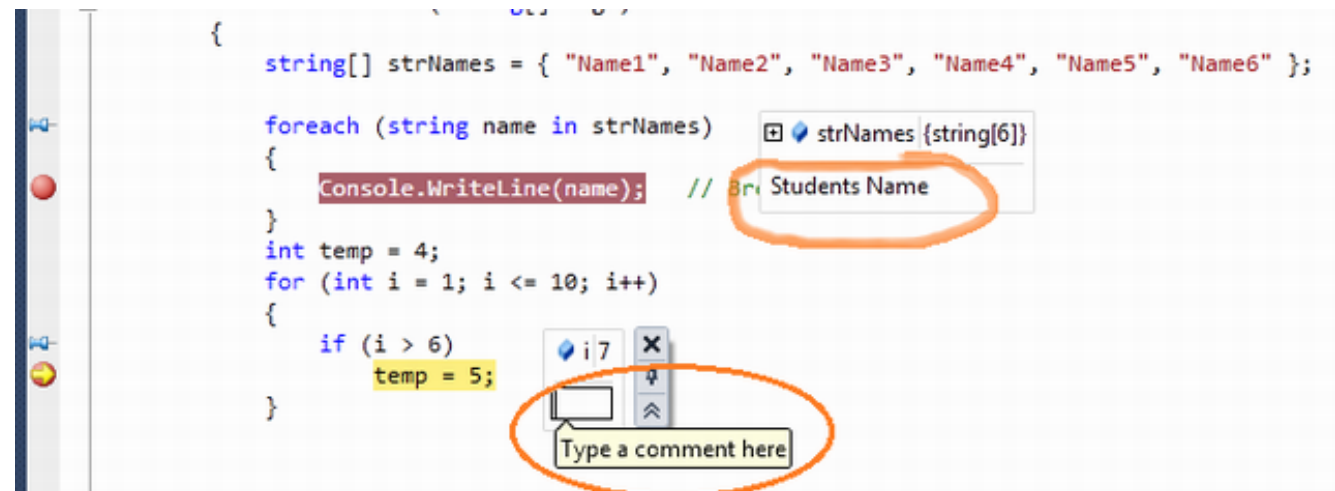 {
string[] strNames = { "Name1", "Name2", "Name3", "Name4", "Name5", "Name6" };
foreach (string name in strNames)
strNames {string[6]}
{
Console.WriteLine(name); //
Students Name
}
int temp = 4;
for (int i = 1; i <= 10; i++)
{
if (i > 6)
i 7
temp = 5;
}
Type a comment here